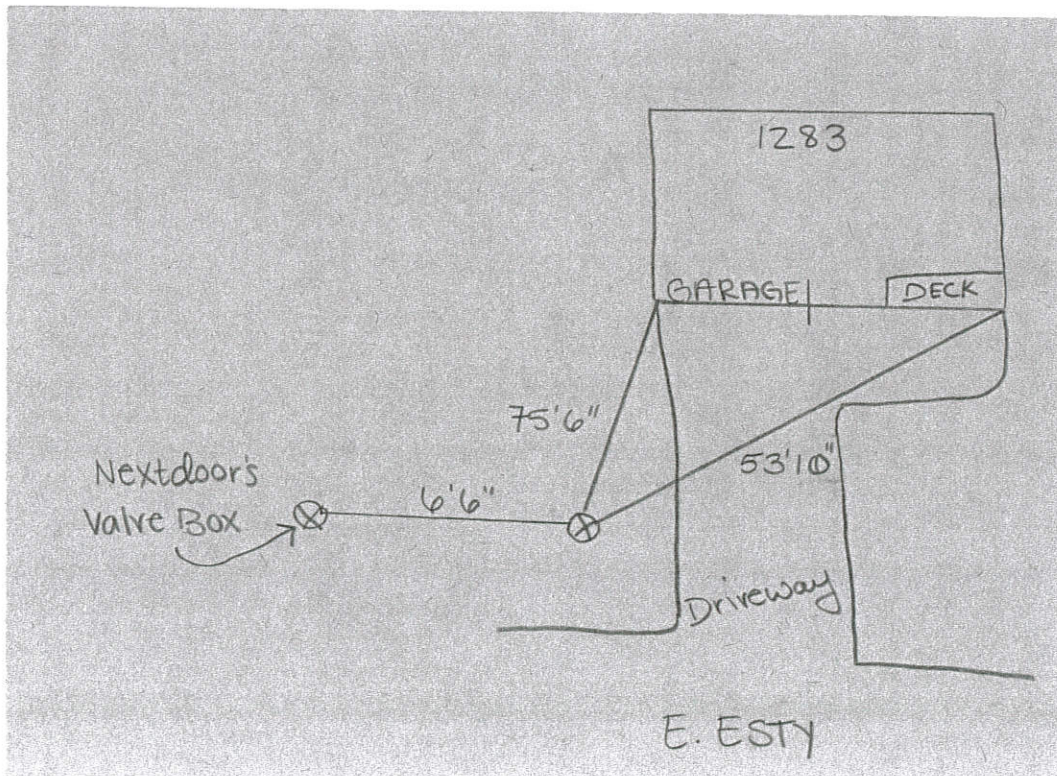 1283
GARAGE
DECK
75'6"
53'10"
Nextdoor's
Valve Box
6'6"
Driveway
E. ESTY